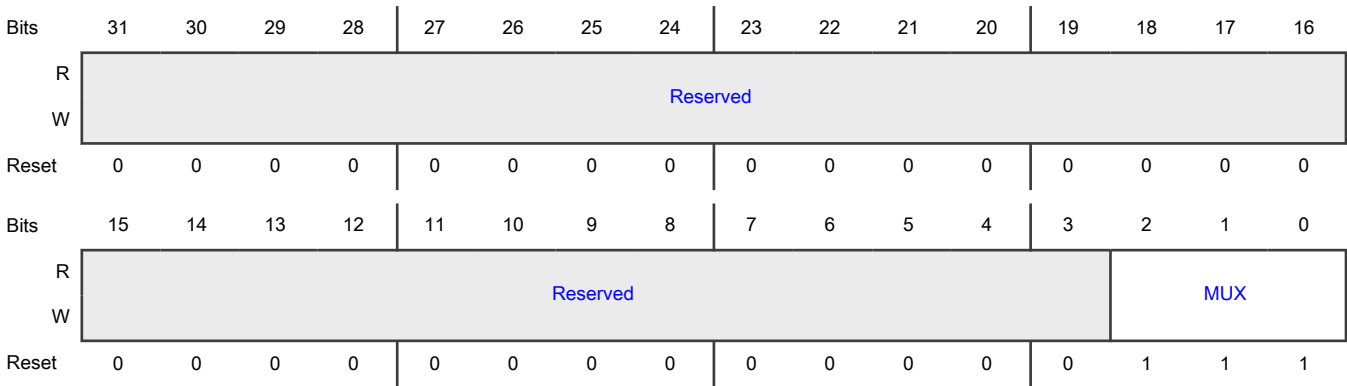 Bits 31 30 29 28 27 26 25 24 23 22 21 20 19 18 17 16
R
Reserved
W
Reset 0 0 0 0 0 0 0 0 0 0 0 0 0 0 0 0
Bits 15 14 13 12 11 10 9 8 7 6 5 4 3 2 1 0
R
Reserved MUX
W
Reset 0 0 0 0 0 0 0 0 0 0 0 0 0 1 1 1